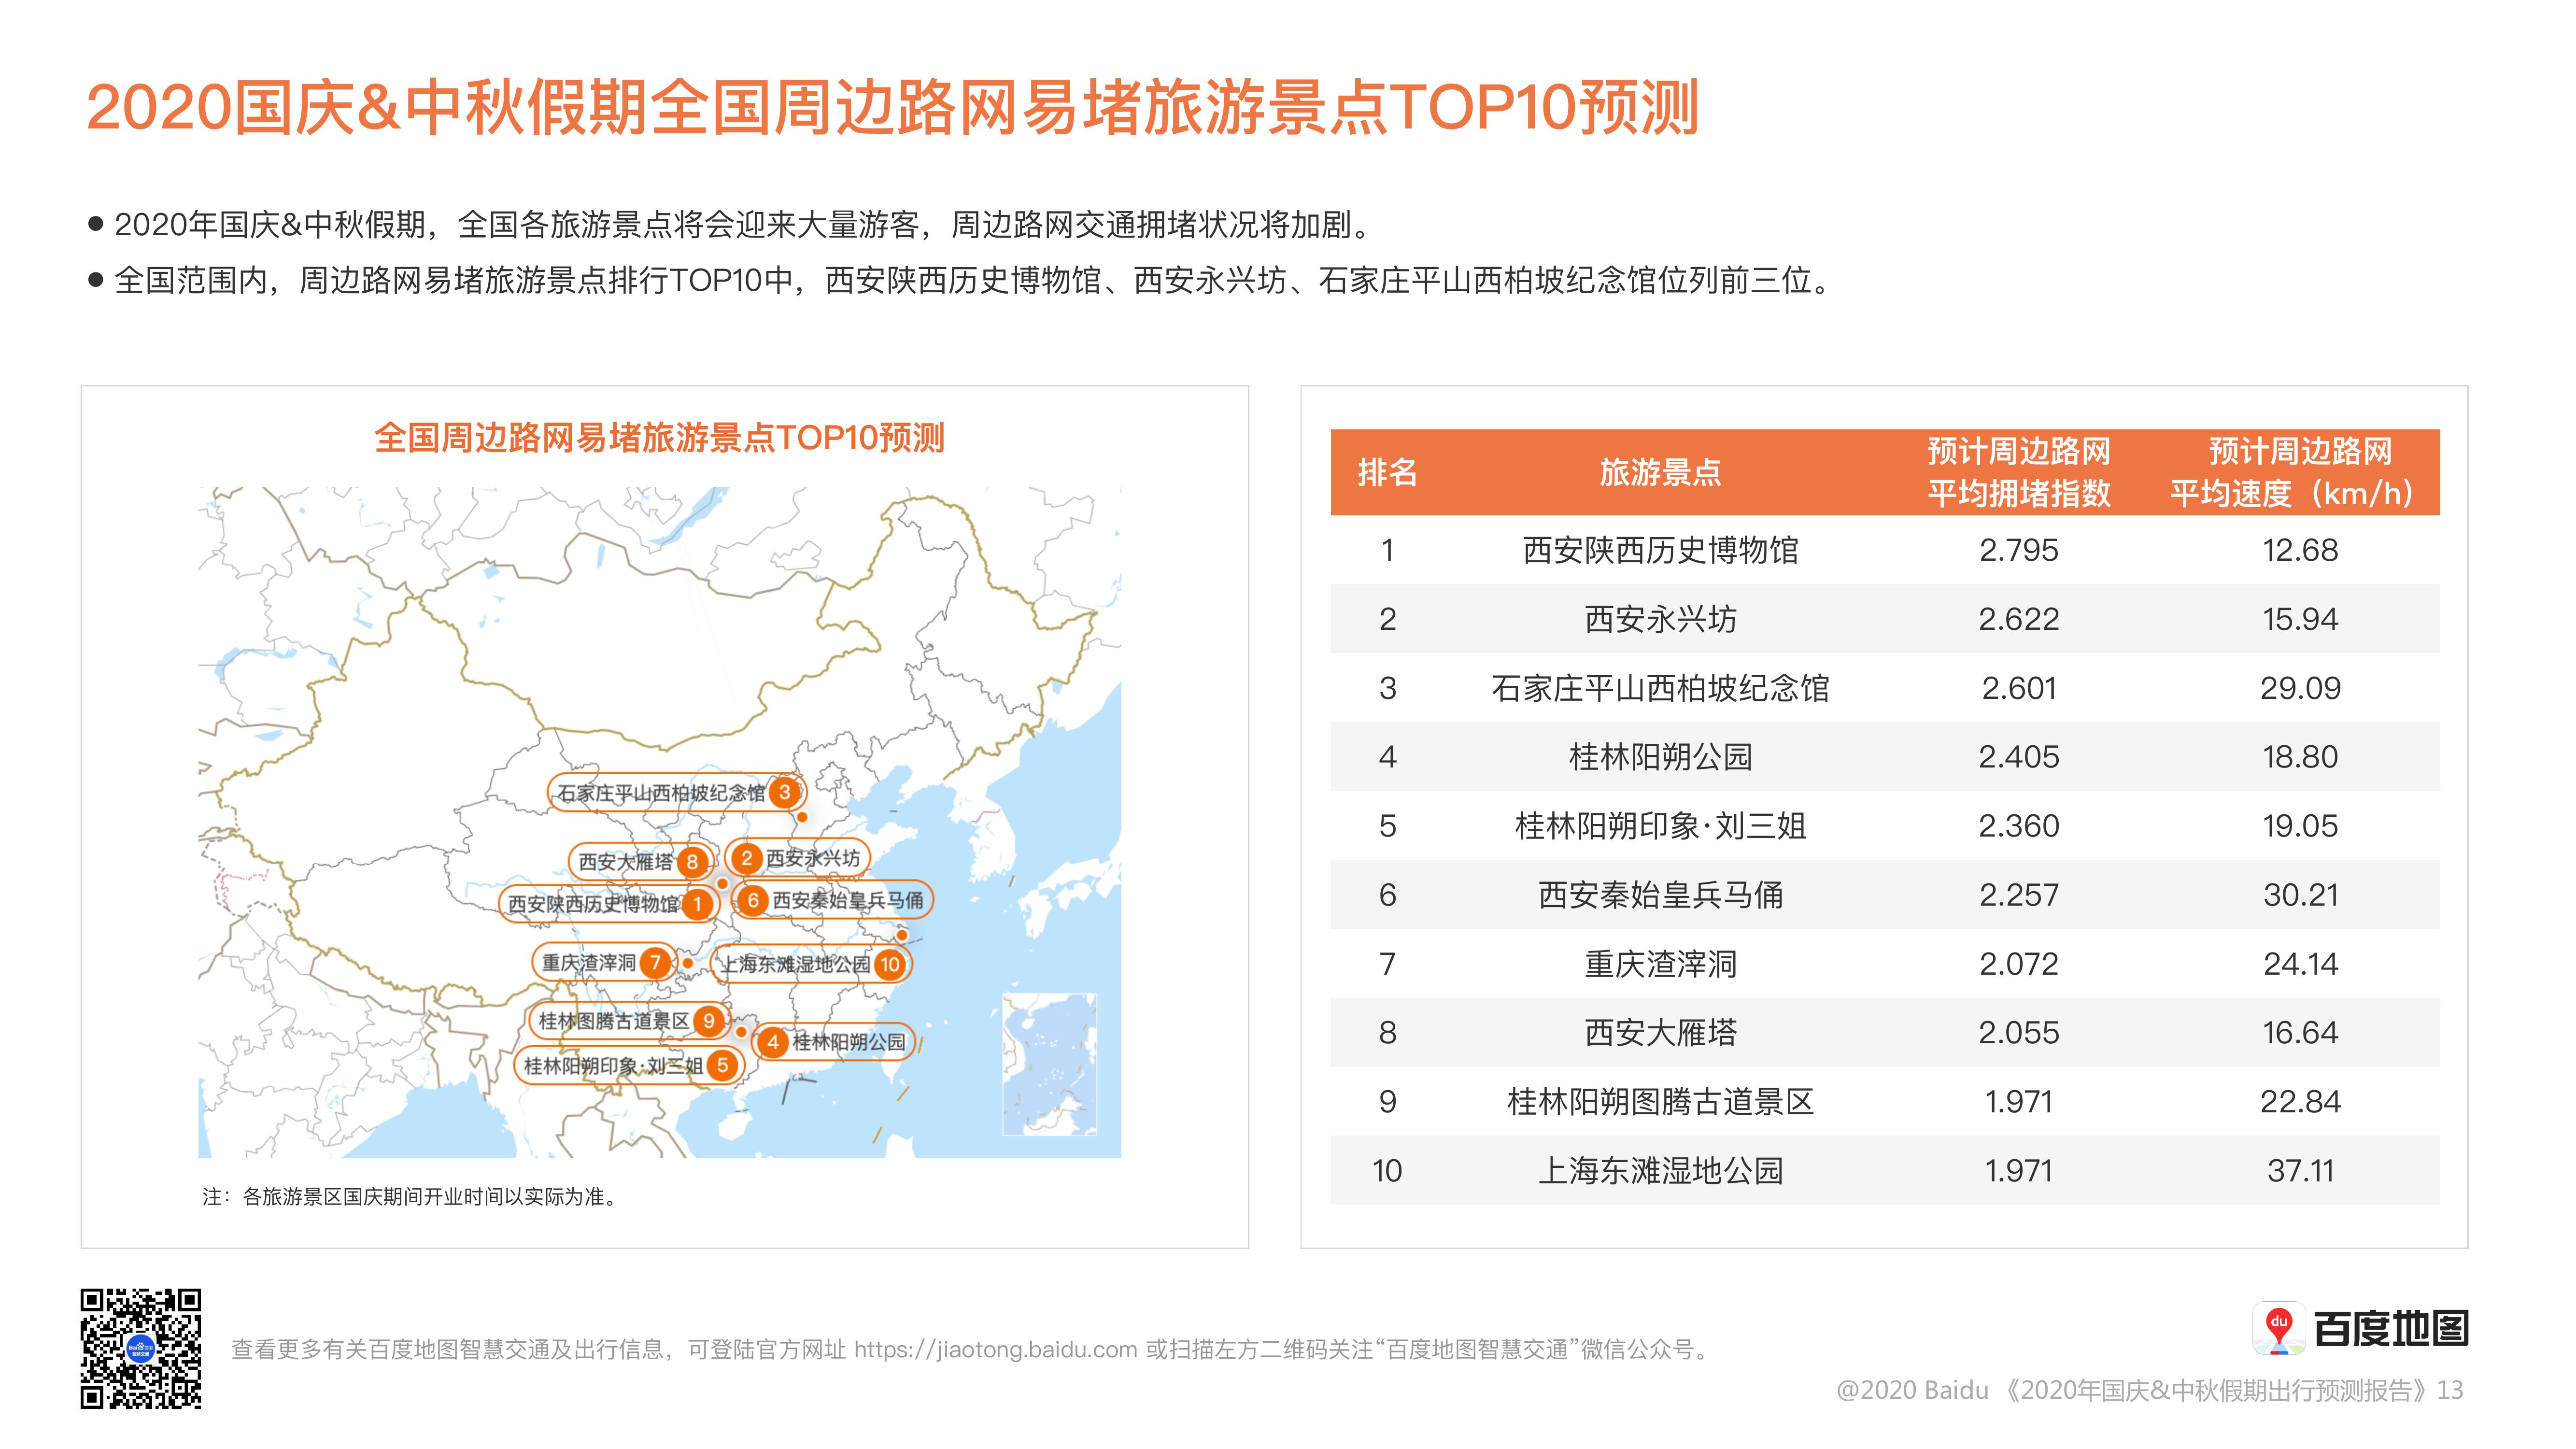 2020国庆&中秋假期全国周边路网易堵旅游景点TOP10预测
● 2020年国庆&中秋假期，全国各旅游景点将会迎来大量游客，周边路网交通拥堵状况将加剧。
● 全国范围内，周边路网易堵旅游景点排行TOP10中，西安陕西历史博物馆、西安永兴坊、石家庄平山西柏坡纪念馆位列前三位。
全国周边路网易堵旅游景点TOP10预测
石家庄平山西柏坡纪念馆 3
西安大雁塔 8
2 西安永兴坊
西安陕西历史博物馆 1
6 西安秦始皇兵马俑
重庆渣滓洞 7
上海东滩湿地公园 10
桂林图腾古道景区 9
4 桂林阳朔公园
桂林阳朔印象·刘三姐 5
注：各旅游景区国庆期间开业时间以实际为准。
排名 旅游景点 预计周边路网平均拥堵指数 预计周边路网平均速度（km/h）
1 西安陕西历史博物馆 2.795 12.68
2 西安永兴坊 2.622 15.94
3 石家庄平山西柏坡纪念馆 2.601 29.09
4 桂林阳朔公园 2.405 18.80
5 桂林阳朔印象·刘三姐 2.360 19.05
6 西安秦始皇兵马俑 2.257 30.21
7 重庆渣滓洞 2.072 24.14
8 西安大雁塔 2.055 16.64
9 桂林阳朔图腾古道景区 1.971 22.84
10 上海东滩湿地公园 1.971 37.11
查看更多有关百度地图智慧交通及出行信息，可登陆官方网址 https://jiaotong.baidu.com 或扫描左方二维码关注“百度地图智慧交通”微信公众号。
du 百度地图
@2020 Baidu 《2020年国庆&中秋假期出行预测报告》13